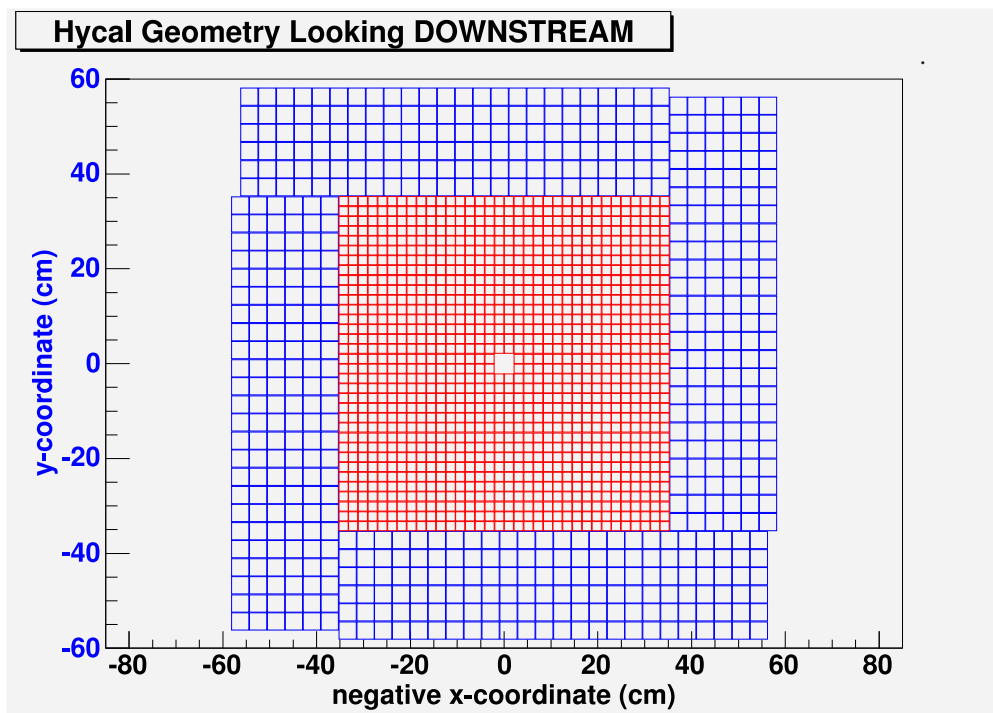 Hycal Geometry Looking DOWNSTREAM
60
40
20
0
-20
-40
-60
y-coordinate (cm)
-80 -60 -40 -20 0 20 40 60 80
negative x-coordinate (cm)